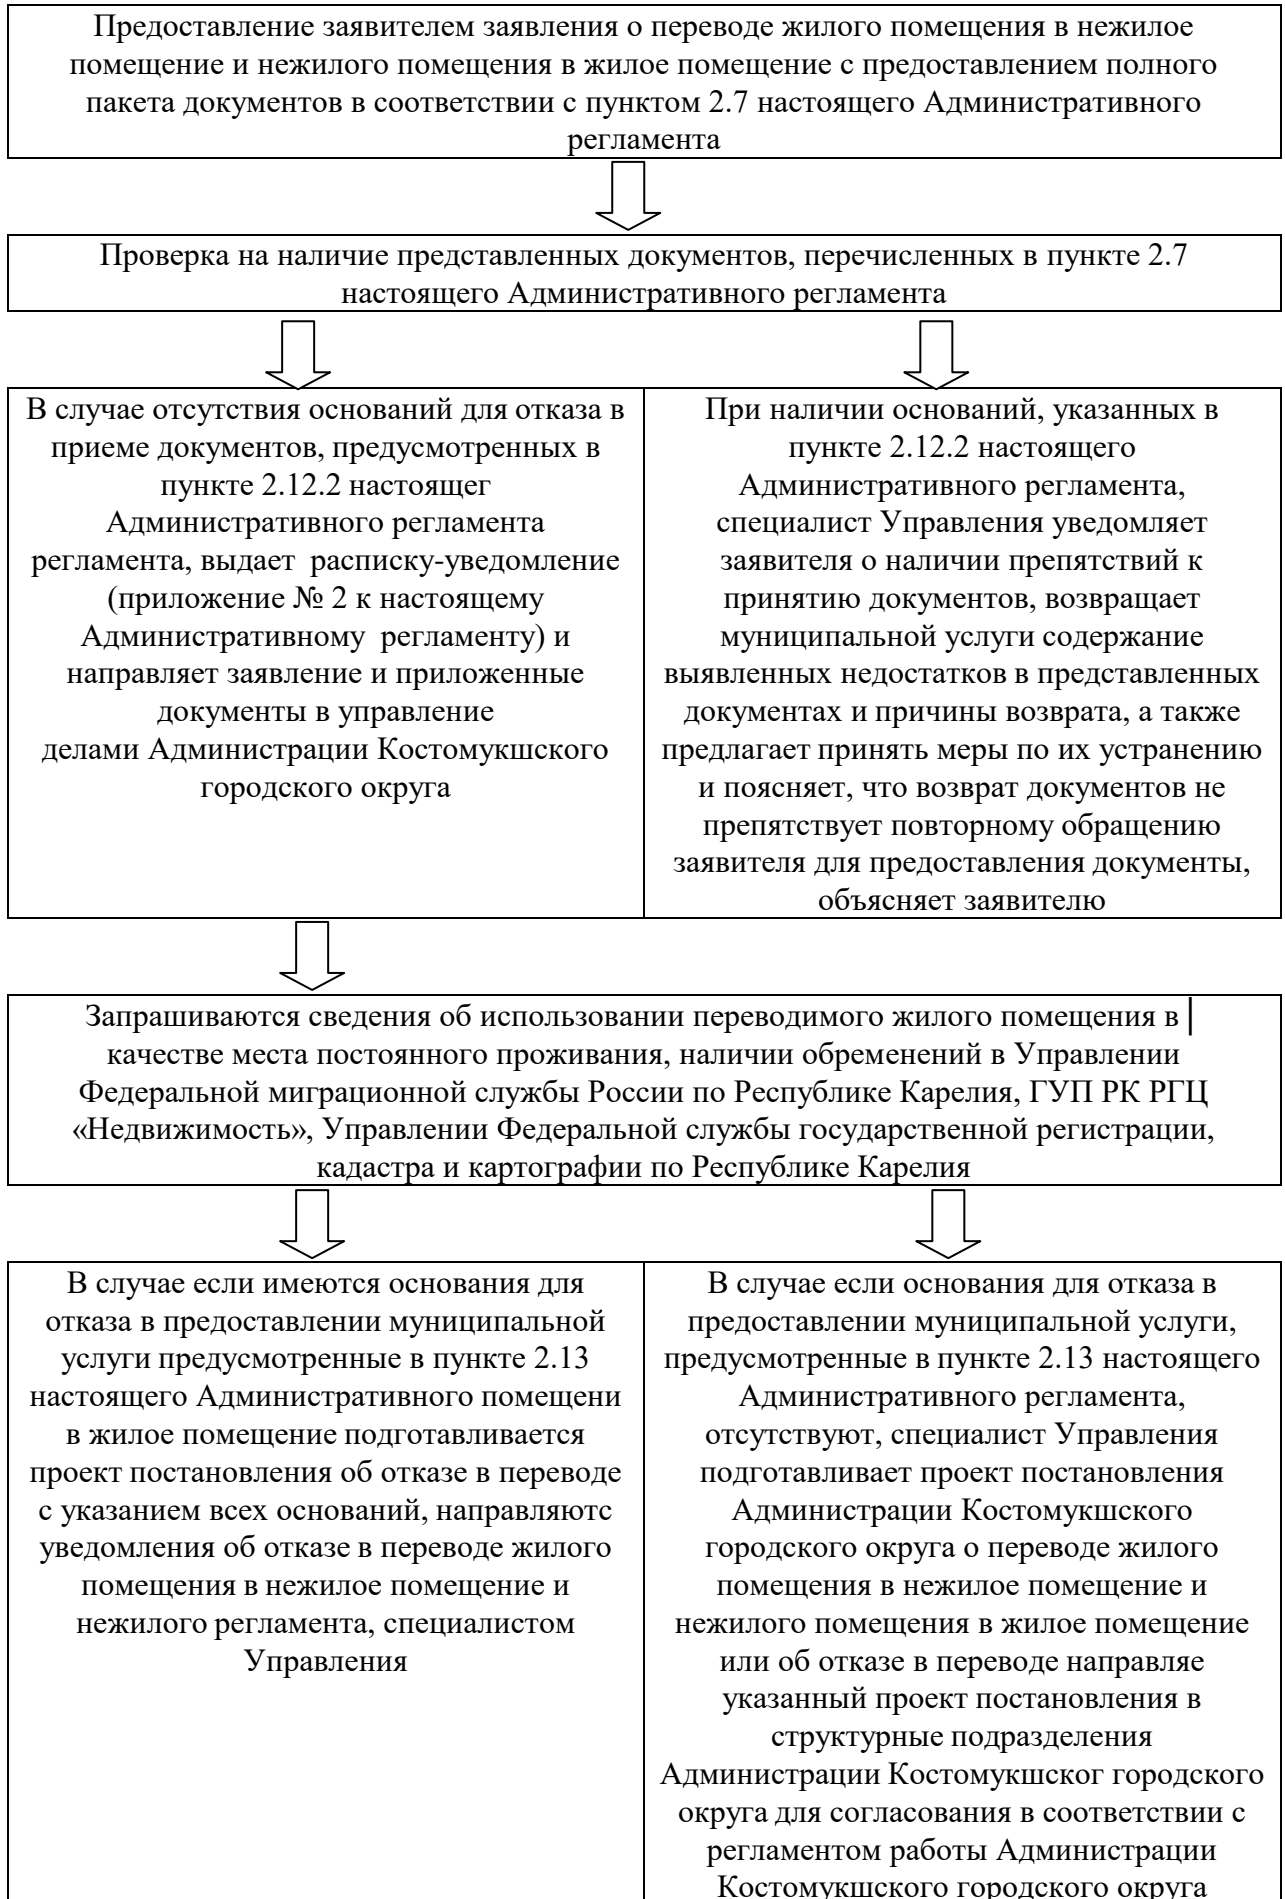 Предоставление заявителем заявления о переводе жилого помещения в нежилое
помещение и нежилого помещения в жилое помещение с предоставлением полного
пакета документов в соответствии с пунктом 2.7 настоящего Административного
регламента
Проверка на наличие представленных документов, перечисленных в пункте 2.7
настоящего Административного регламента
В случае отсутствия оснований для отказа в
приеме документов, предусмотренных в
пункте 2.12.2 настоящег
Административного регламента
регламента, выдает расписку-уведомление
(приложение № 2 к настоящему
Административному регламенту) и
направляет заявление и приложенные
документы в управление
делами Администрации Костомукшского
городского округа
При наличии оснований, указанных в
пункте 2.12.2 настоящего
Административного регламента,
специалист Управления уведомляет
заявителя о наличии препятствий к
принятию документов, возвращает
муниципальной услуги содержание
выявленных недостатков в представленных
документах и причины возврата, а также
предлагает принять меры по их устранению
и поясняет, что возврат документов не
препятствует повторному обращению
заявителя для предоставления документы,
объясняет заявителю
Запрашиваются сведения об использовании переводимого жилого помещения в│
качестве места постоянного проживания, наличии обременений в Управлении
Федеральной миграционной службы России по Республике Карелия, ГУП РК РГЦ
«Недвижимость», Управлении Федеральной службы государственной регистрации,
кадастра и картографии по Республике Карелия
В случае если имеются основания для
отказа в предоставлении муниципальной
услуги предусмотренные в пункте 2.13
настоящего Административного помещени
в жилое помещение подготавливается
проект постановления об отказе в переводе
с указанием всех оснований, направляютс
уведомления об отказе в переводе жилого
помещения в нежилое помещение и
нежилого регламента, специалистом
Управления
В случае если основания для отказа в
предоставлении муниципальной услуги,
предусмотренные в пункте 2.13 настоящего
Административного регламента,
отсутствуют, специалист Управления
подготавливает проект постановления
Администрации Костомукшского
городского округа о переводе жилого
помещения в нежилое помещение и
нежилого помещения в жилое помещение
или об отказе в переводе направляе
указанный проект постановления в
структурные подразделения
Администрации Костомукшског городского
округа для согласования в соответствии с
регламентом работы Администрации
Костомукшского городского округа